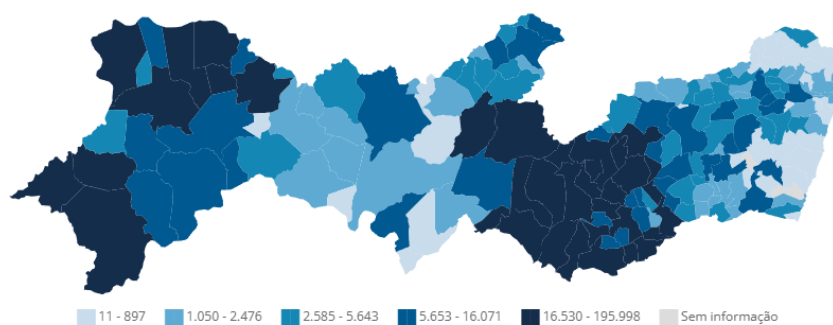 11 - 897 1.050 - 2.476 2.585 - 5.643 5.653 - 16.071 16.530 - 195.998 Sem informação